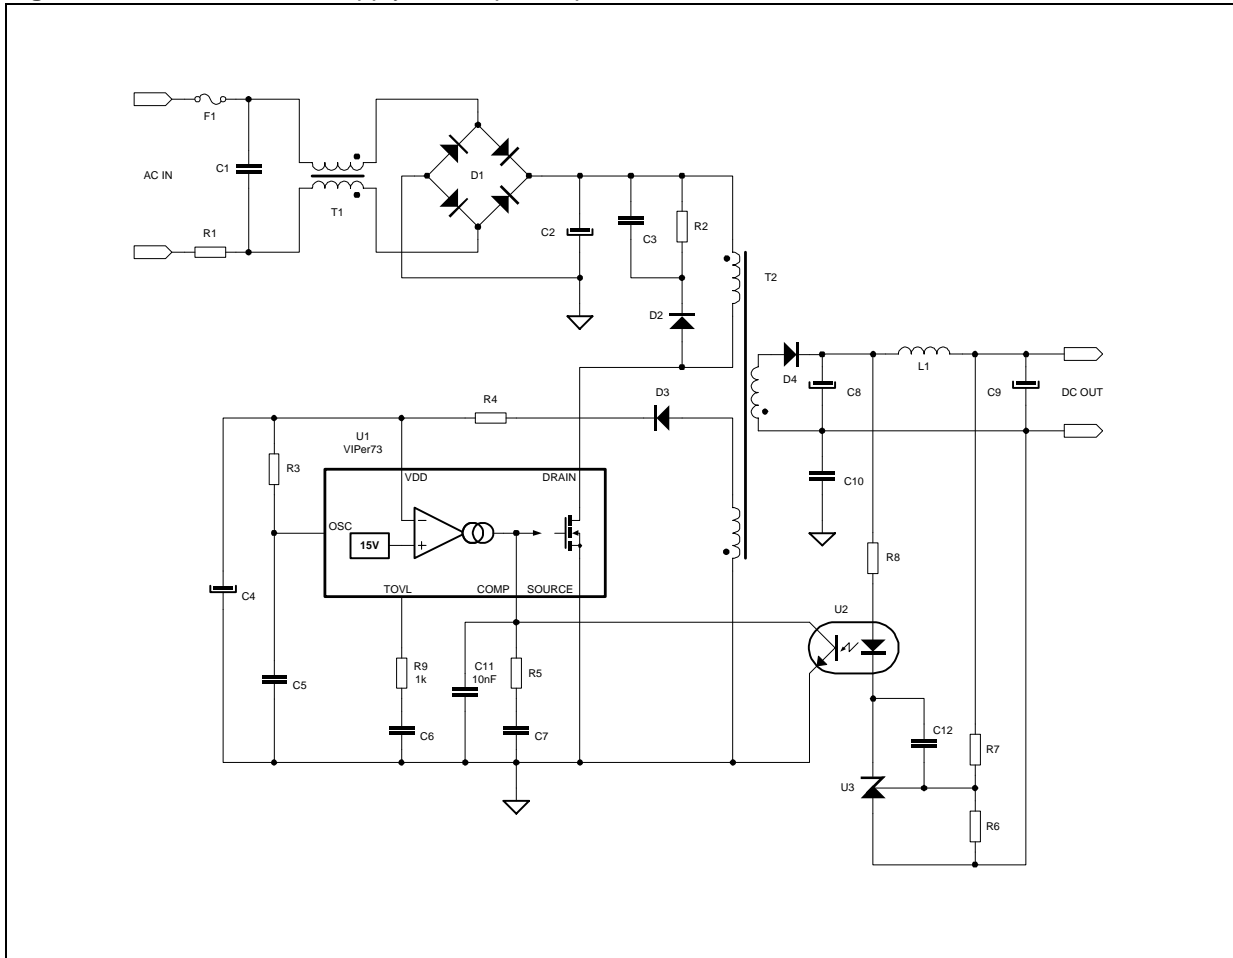 F1
C1
AC IN
D1
T1
R1
C2
C3
R2
T2
D2
D4
C8
L1
C9
DC OUT
D3
R4
U1
VIPer73
R3
VDD
DRAIN
C10
OSC
15V
R8
TOVL
COMP
SOURCE
C4
U2
R9
1k
C11
10nF
R5
C5
C6
C7
C12
R7
U3
R6